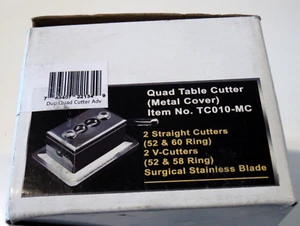 Dup/Quad Cutter Adv
Quad Table Cutter
(Metal Cover)
Item No. TC010-MC
2 Straight Cutters
(52 & 60 Ring)
2 V-Cutters
(52 & 58 Ring)
Surgical Stainless Blade